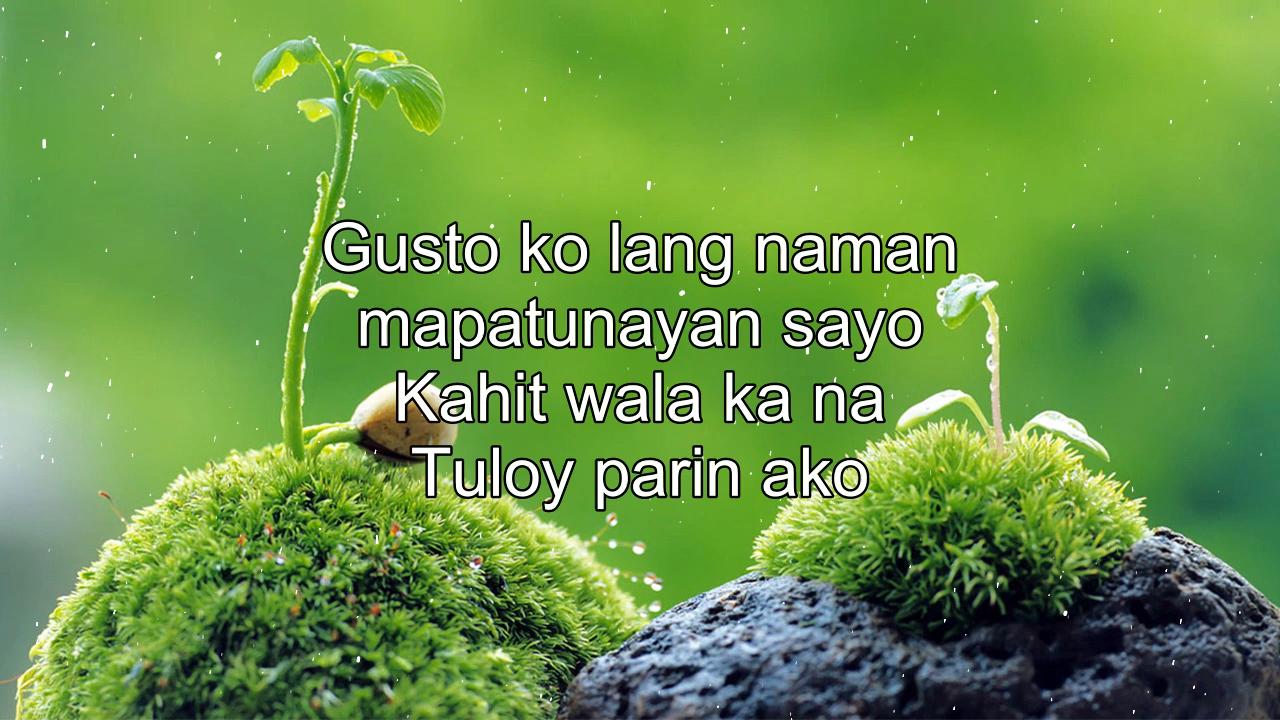 Gusto ko lang naman
mapatunayan sayo
Kahit wala ka na
Tuloy parin ako